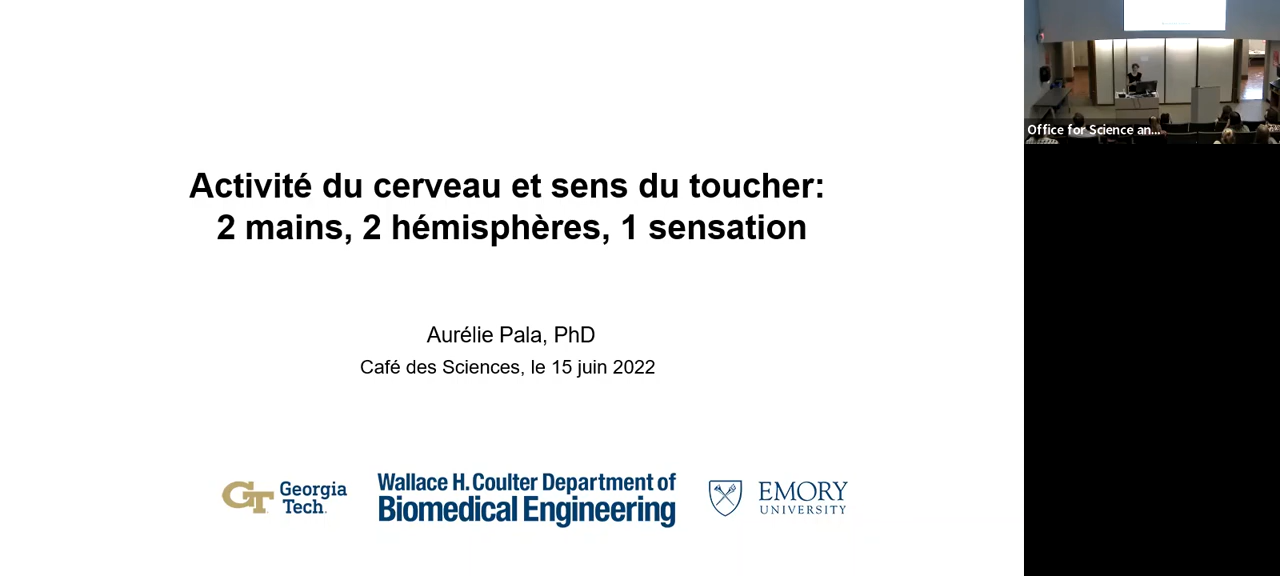 Activité du cerveau et sens du toucher:
2 mains, 2 hémisphères, 1 sensation
Aurélie Pala, PhD
Café des Sciences, le 15 juin 2022
GT Georgia Tech.
Wallace H. Coulter Department of
Biomedical Engineering
EMORY
UNIVERSITY
Office for Science an...